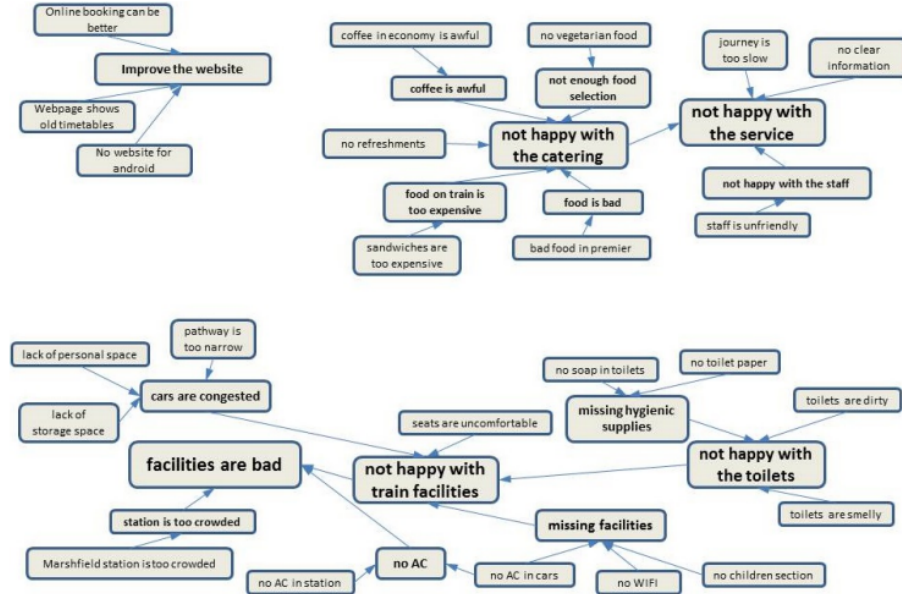 Online booking can be
better
Improve the website
Webpage shows
old timetables
No website for
android
coffee in economy is awful
no vegetarian food
journey is
too slow
no clear
information
coffee is awful
not enough food
selection
not happy with
the service
no refreshments
not happy with
the catering
food on train is
too expensive
food is bad
not happy with the staff
staff is unfriendly
sandwiches are
too expensive
bad food in premier
pathway is
too narrow
lack of personal space
cars are congested
lack of
storage space
no soap in toilets
no toilet paper
missing hygienic
supplies
toilets are dirty
seats are uncomfortable
facilities are bad
not happy with
train facilities
not happy with
the toilets
station is too crowded
missing facilities
toilets are smelly
Marshfield station is too crowded
no AC
no AC in station
no AC in cars
no WIFI
no children section